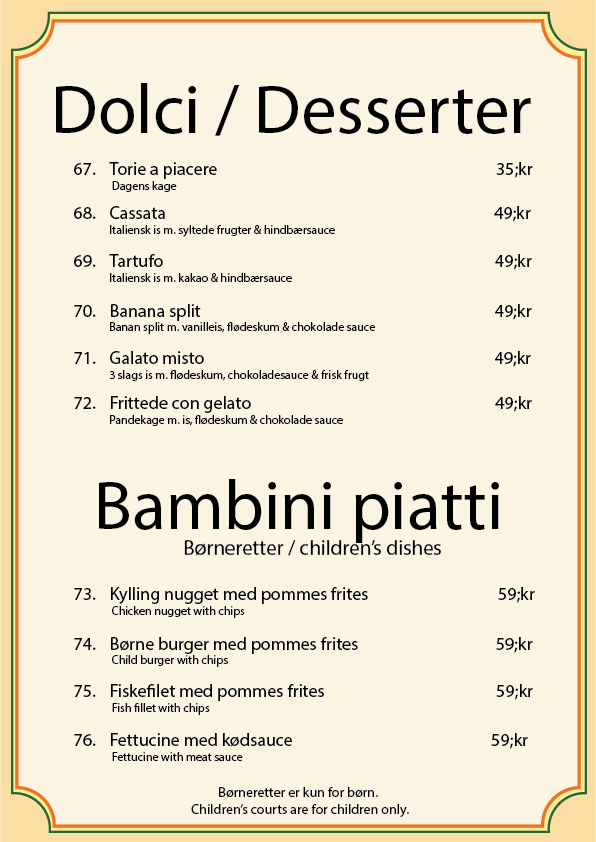 Dolci / Desserter
67. Torie a piacere 35;kr
Dagens kage
68. Cassata 49;kr
Italiensk is m. syltede frugter & hindbærsauce
69. Tartufo 49;kr
Italiensk is m. kakao & hindbærsauce
70. Banana split 49;kr
Banan split m. vanilleis, flødeskum & chokolade sauce
71. Galato misto 49;kr
3 slags is m. flødeskum, chokoladesauce & frisk frugt
72. Frittede con gelato 49;kr
Pandekage m. is, flødeskum & chokolade sauce
Bambini piatti
Børneretter / children’s dishes
73. Kylling nugget med pommes frites 59;kr
Chicken nugget with chips
74. Børne burger med pommes frites 59;kr
Child burger with chips
75. Fiskefilet med pommes frites 59;kr
Fish fillet with chips
76. Fettucine med kødsauce 59;kr
Fettucine with meat sauce
Børneretter er kun for børn.
Children’s courts are for children only.